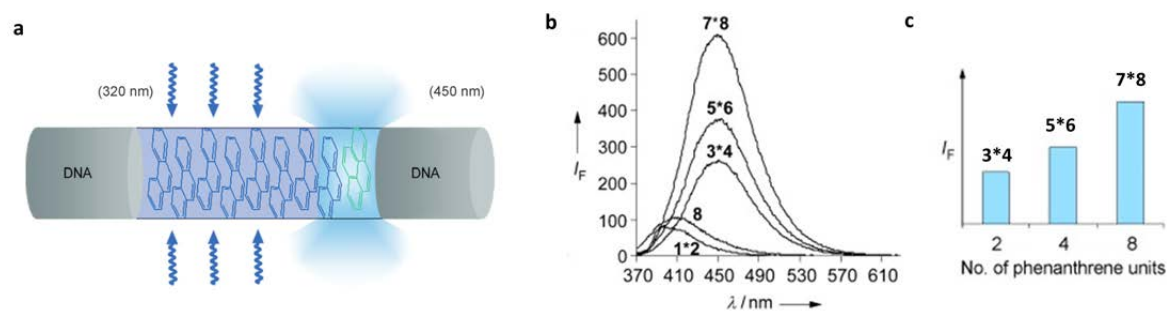 a
(320 nm)
(450 nm)
DNA
DNA
b
600
500
400
300
200
100
0
I_F
7*8
5*6
3*4
8
1*2
370 410 450 490 530 570 610
λ / nm
c
7*8
5*6
3*4
I_F
2 4 8
No. of phenanthrene units